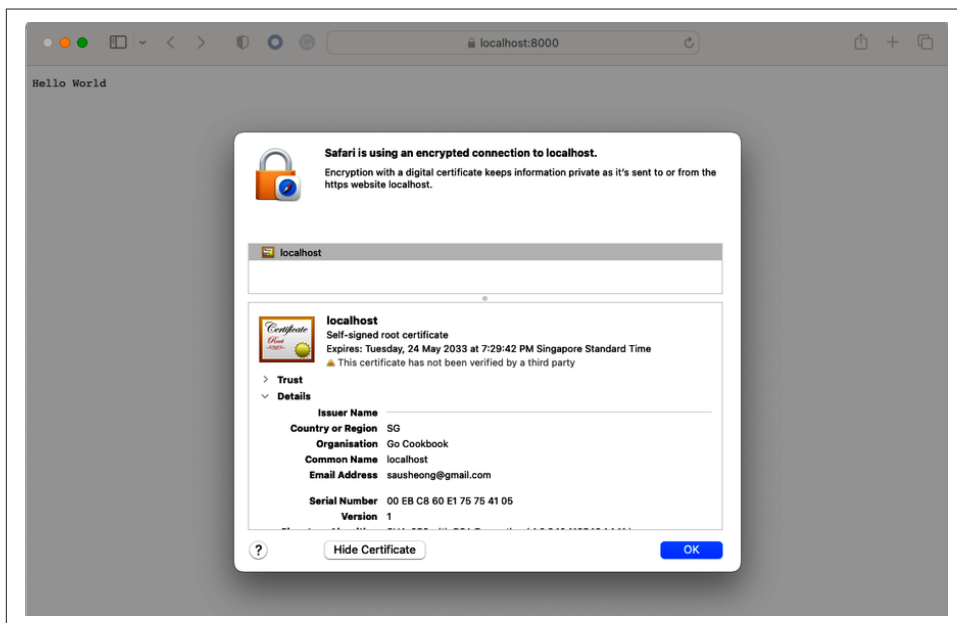 localhost:8000
Hello World
Safari is using an encrypted connection to localhost.
Encryption with a digital certificate keeps information private as it's sent to or from the
https website localhost.
localhost
Certificate
Root
localhost
Self-signed root certificate
Expires: Tuesday, 24 May 2033 at 7:29:42 PM Singapore Standard Time
This certificate has not been verified by a third party
Trust
Details
Issuer Name
Country or Region SG
Organisation Go Cookbook
Common Name localhost
Email Address sausheong@gmail.com
Serial Number 00 EB C8 60 E1 75 75 41 05
Version 1
? Hide Certificate OK